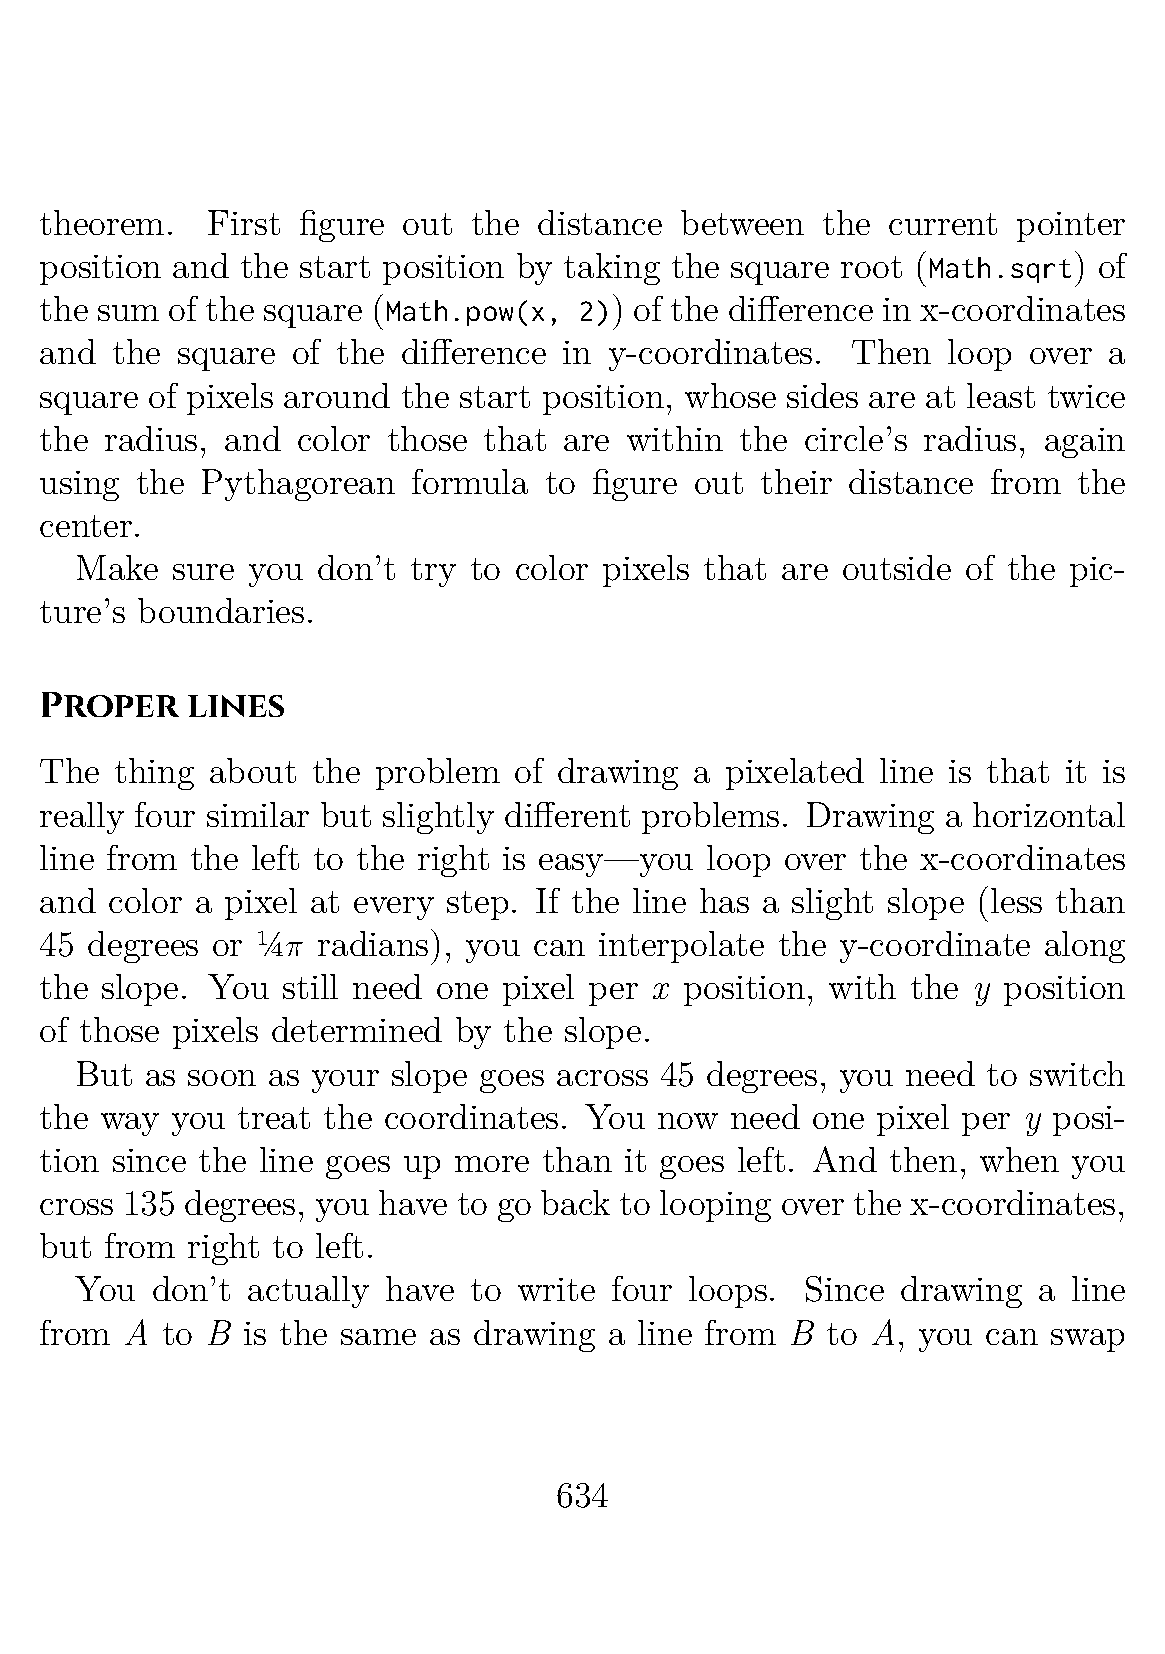 theorem. First figure out the distance between the current pointer
position and the start position by taking the square root (Math.sqrt) of
the sum of the square (Math.pow(x, 2)) of the difference in x-coordinates
and the square of the difference in y-coordinates. Then loop over a
square of pixels around the start position, whose sides are at least twice
the radius, and color those that are within the circle’s radius, again
using the Pythagorean formula to figure out their distance from the
center.
Make sure you don’t try to color pixels that are outside of the pic-
ture’s boundaries.
Proper lines
The thing about the problem of drawing a pixelated line is that it is
really four similar but slightly different problems. Drawing a horizontal
line from the left to the right is easy—you loop over the x-coordinates
and color a pixel at every step. If the line has a slight slope (less than
45 degrees or ¼π radians), you can interpolate the y-coordinate along
the slope. You still need one pixel per x position, with the y position
of those pixels determined by the slope.
But as soon as your slope goes across 45 degrees, you need to switch
the way you treat the coordinates. You now need one pixel per y posi-
tion since the line goes up more than it goes left. And then, when you
cross 135 degrees, you have to go back to looping over the x-coordinates,
but from right to left.
You don’t actually have to write four loops. Since drawing a line
from A to B is the same as drawing a line from B to A, you can swap
634